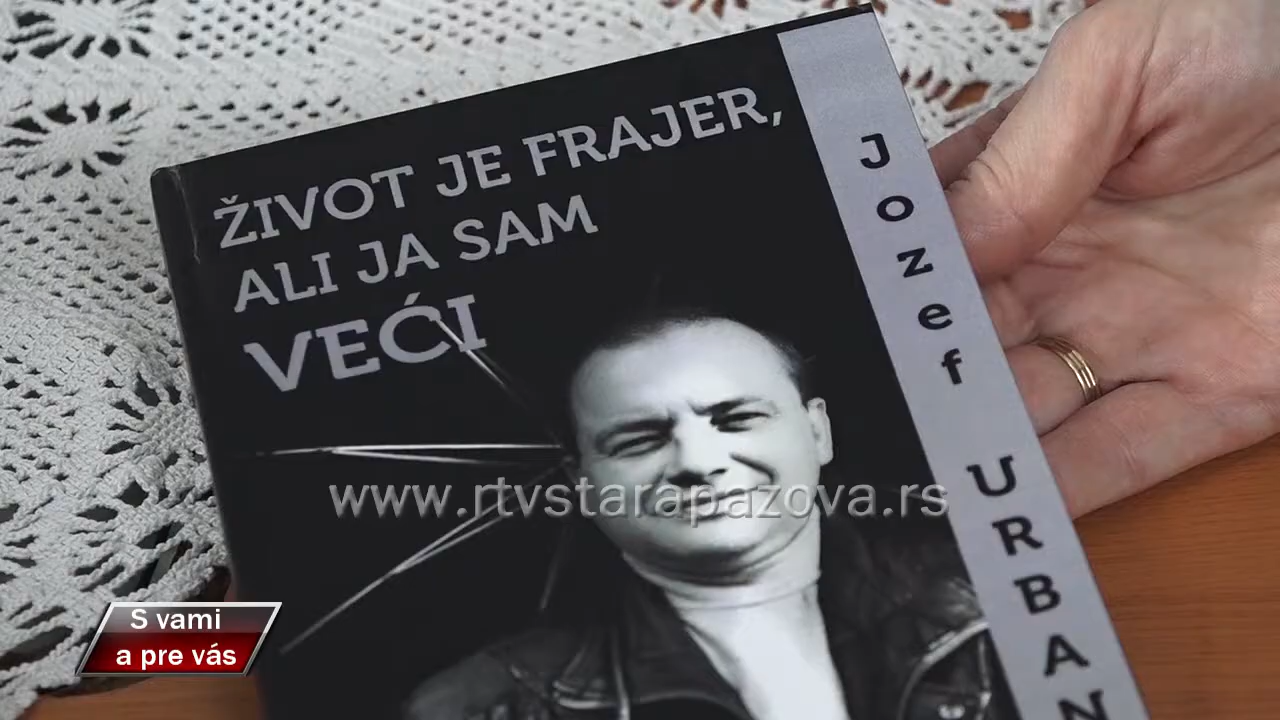 ŽIVOT JE FRAJER,
ALI JA SAM
VEĆI
Jozef URBAN
www.rtvstarapazova.rs
S vami
a pre vás